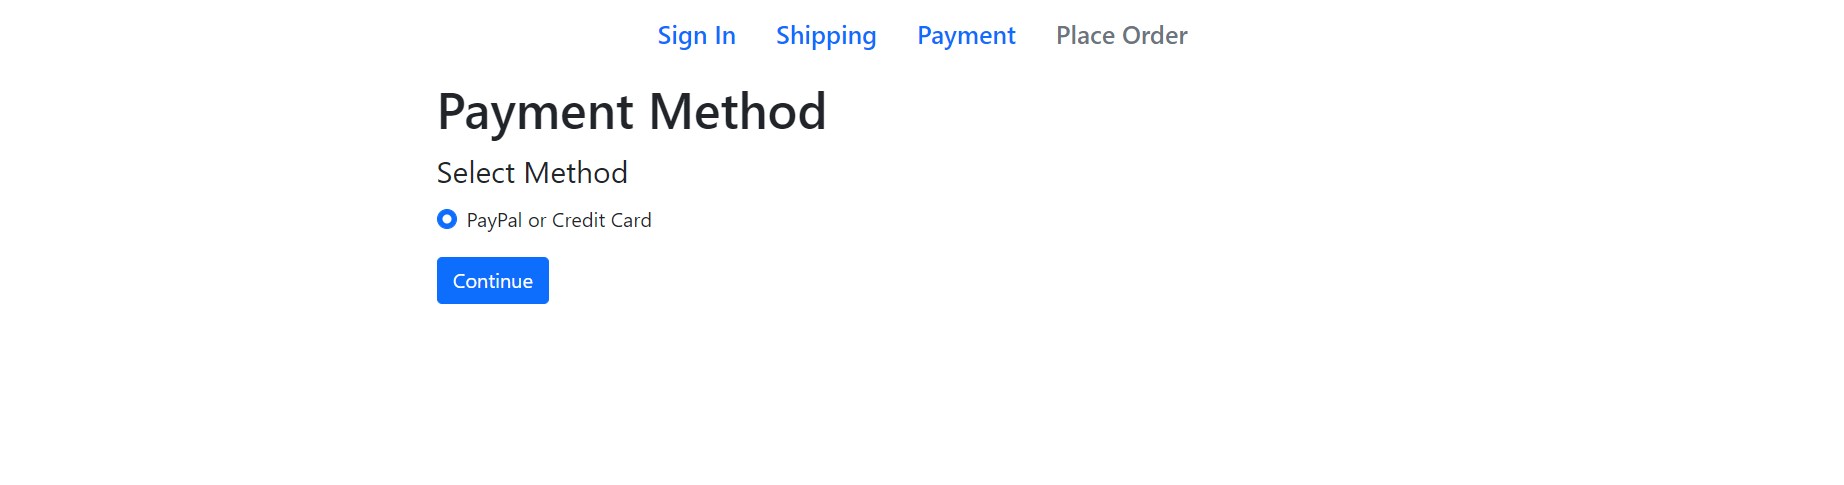 Sign In Shipping Payment Place Order
Payment Method
Select Method
PayPal or Credit Card
Continue